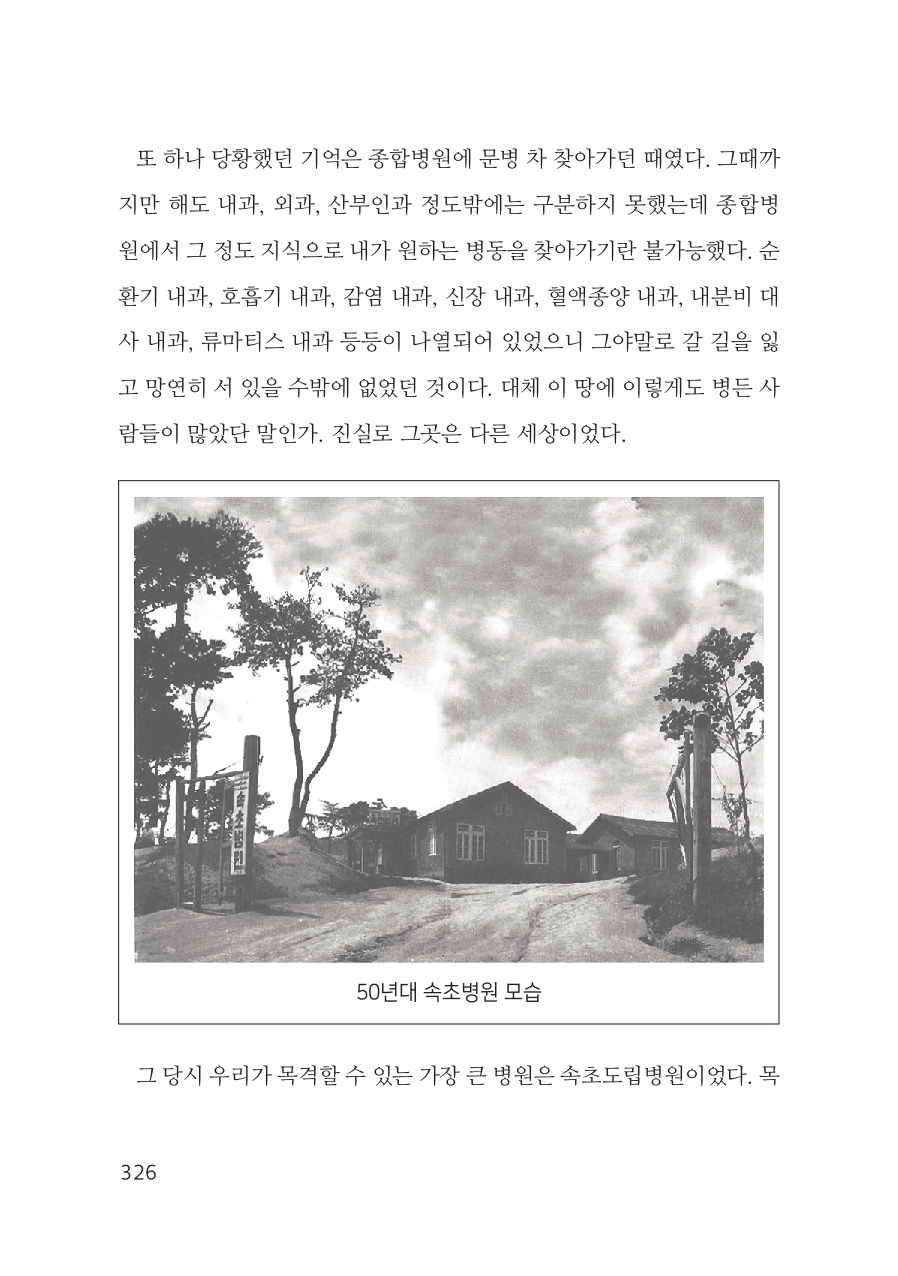 또 하나 당황했던 기억은 종합병원에 문병 차 찾아가던 때였다. 그때까
지만 해도 내과, 외과, 산부인과 정도밖에는 구분하지 못했는데 종합병
원에서 그 정도 지식으로 내가 원하는 병동을 찾아가기란 불가능했다. 순
환기 내과, 호흡기 내과, 감염 내과, 신장 내과, 혈액종양 내과, 내분비 대
사 내과, 류마티스 내과 등등이 나열되어 있었으니 그야말로 갈 길을 잃
고 망연히 서 있을 수밖에 없었던 것이다. 대체 이 땅에 이렇게도 병든 사
람들이 많았단 말인가. 진실로 그곳은 다른 세상이었다.
속초병원
50년대 속초병원 모습
그 당시 우리가 목격할 수 있는 가장 큰 병원은 속초도립병원이었다. 목
326